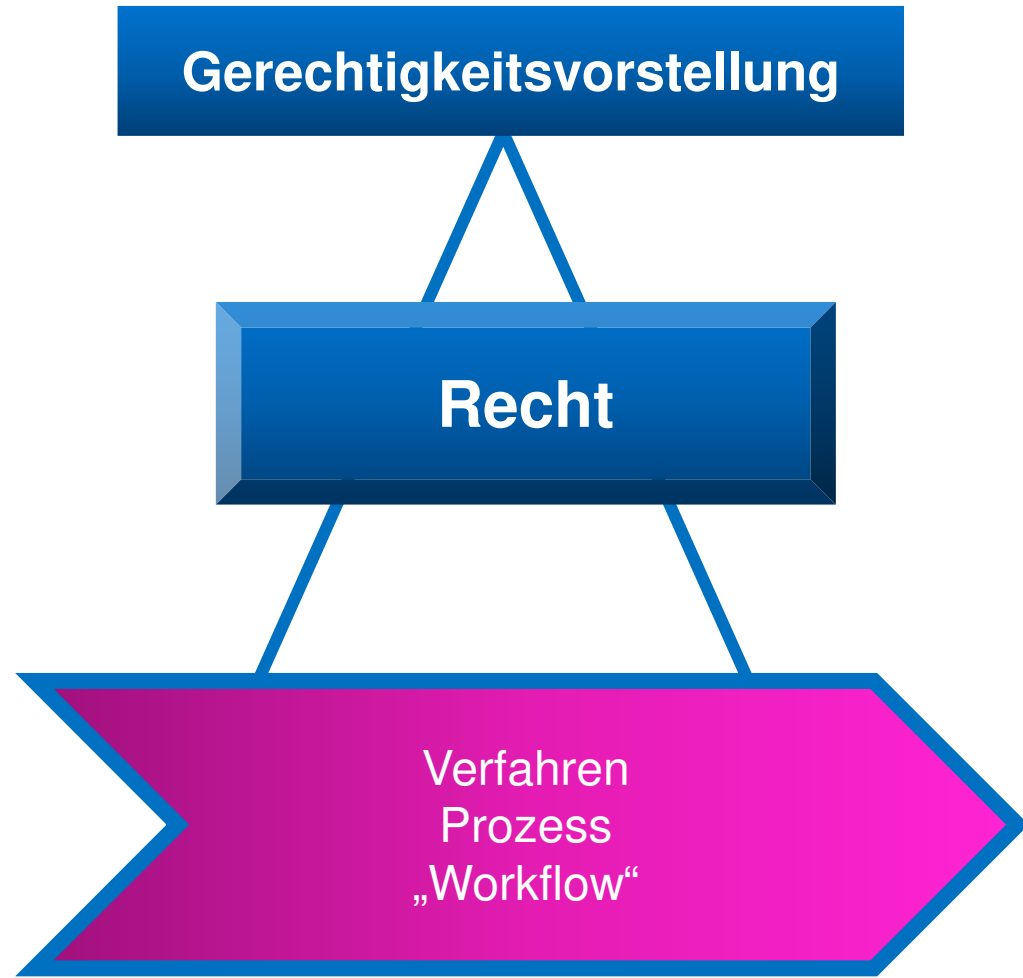 Gerechtigkeitsvorstellung
Recht
Verfahren
Prozess
„Workflow“